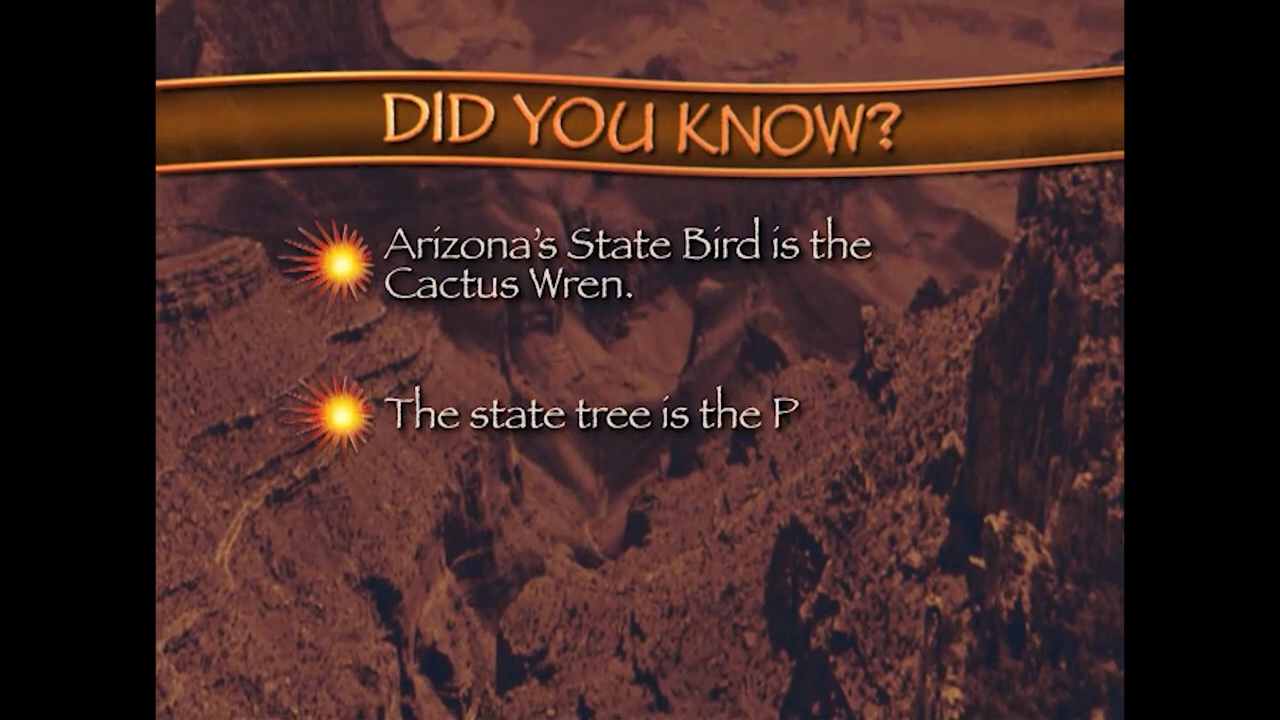 DID YOU KNOW?
Arizona's State Bird is the
Cactus Wren.
The state tree is the P